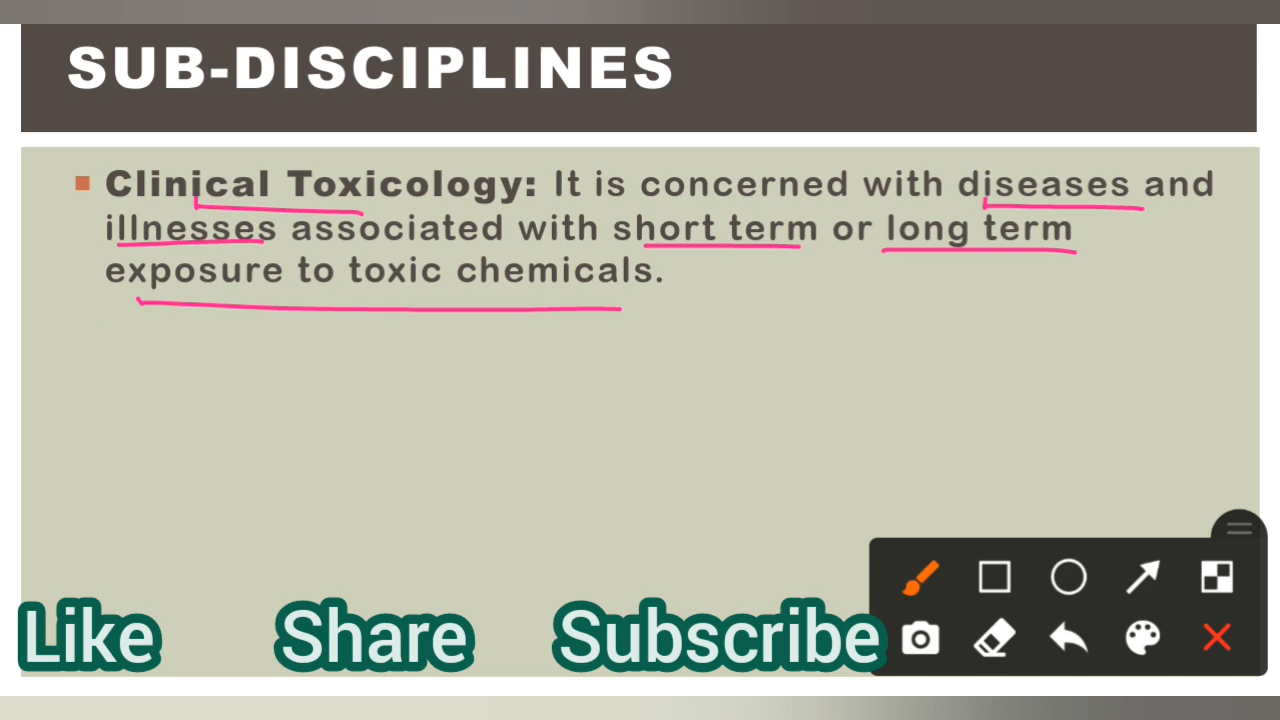 SUB-DISCIPLINES
Clinical Toxicology: It is concerned with diseases and
illnesses associated with short term or long term
exposure to toxic chemicals.
Like Share Subscribe